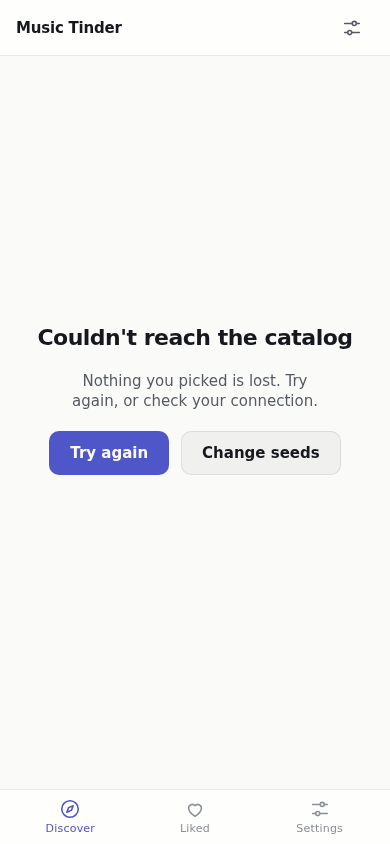 Music Tinder
Couldn't reach the catalog
Nothing you picked is lost. Try
again, or check your connection.
Try again
Change seeds
Discover
Liked
Settings